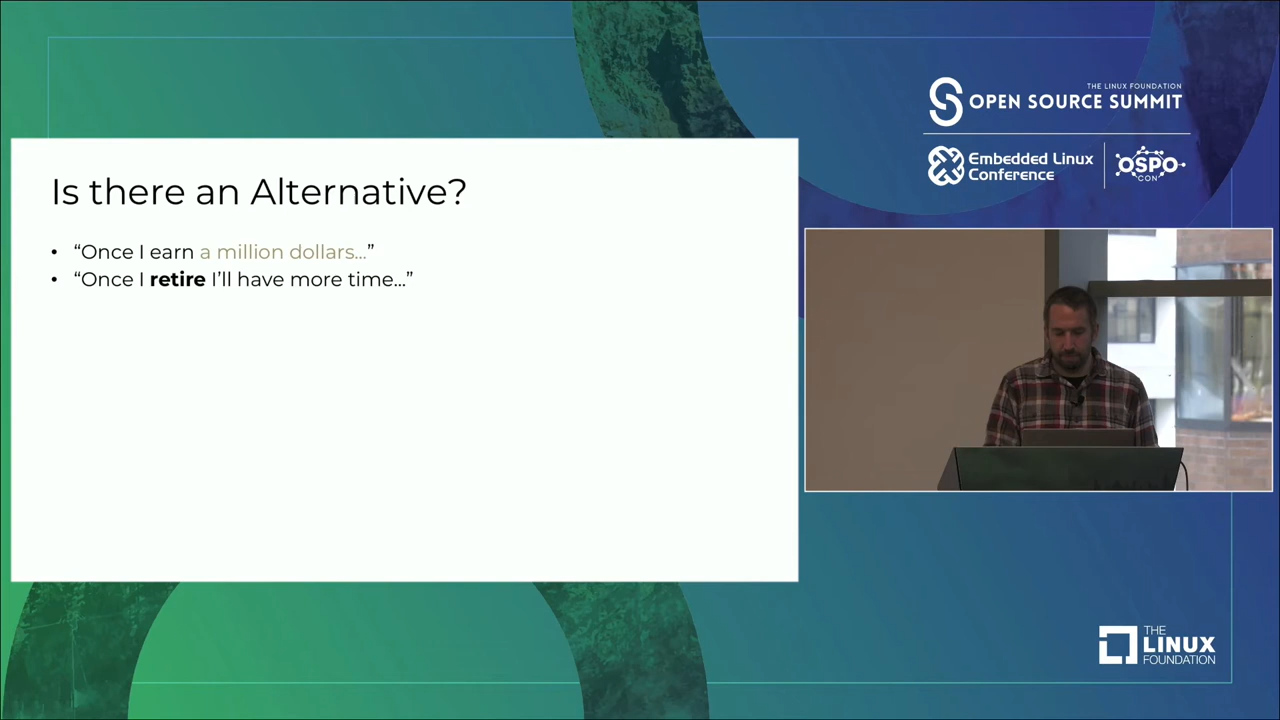 THE LINUX FOUNDATION
OPEN SOURCE SUMMIT
Embedded Linux
Conference
OSPO
CON
Is there an Alternative?
• “Once I earn a million dollars...”
• “Once I retire I’ll have more time...”
THE
LINUX
FOUNDATION